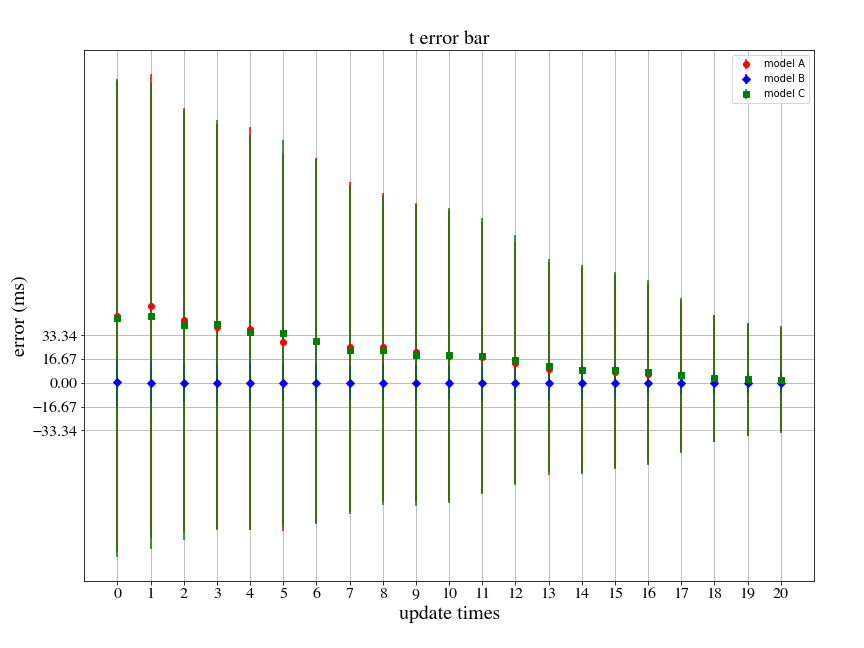 t error bar
model A
model B
model C
error (ms)
33.34
16.67
0.00
−16.67
−33.34
0 1 2 3 4 5 6 7 8 9 10 11 12 13 14 15 16 17 18 19 20
update times